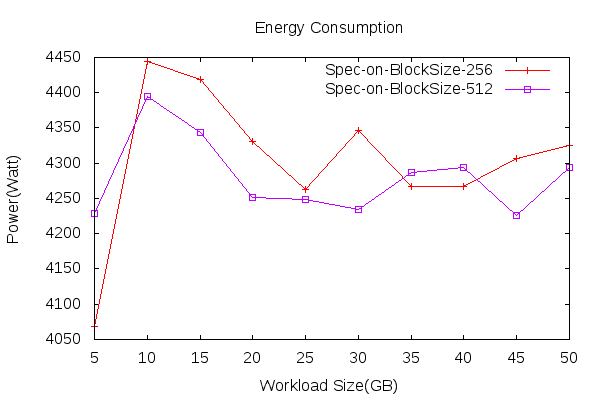 Energy Consumption
4450
4400
4350
4300
4250
4200
4150
4100
4050
Power(Watt)
Spec-on-BlockSize-256
Spec-on-BlockSize-512
5 10 15 20 25 30 35 40 45 50
Workload Size(GB)